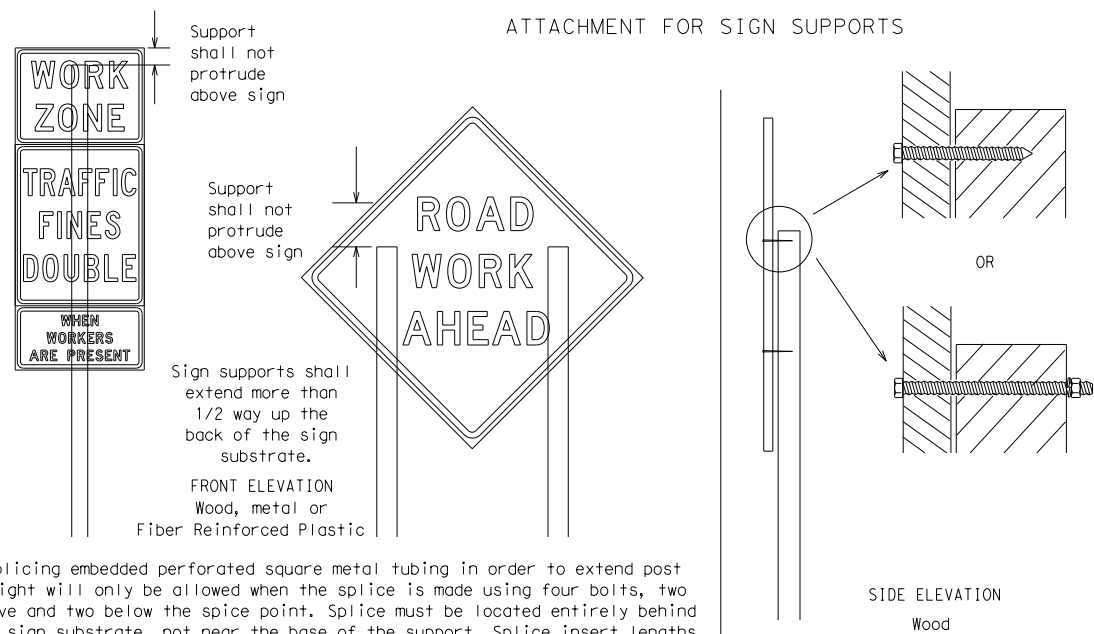 ATTACHMENT FOR SIGN SUPPORTS
Support
shall not
protrude
above sign
WORK
ZONE
TRAFFIC
FINES
DOUBLE
WHEN
WORKERS
ARE PRESENT
Support
shall not
protrude
above sign
ROAD
WORK
AHEAD
Sign supports shall
extend more than
1/2 way up the
back of the sign
substrate.
FRONT ELEVATION
Wood, metal or
Fiber Reinforced Plastic
OR
SIDE ELEVATION
Wood
embedded perforated square metal tubing in order to extend post
will only be allowed when the splice is made using four bolts, two
and two below the spice point. Splice must be located entirely behind
sign substrate, not near the base of the support. Splice insert lengths